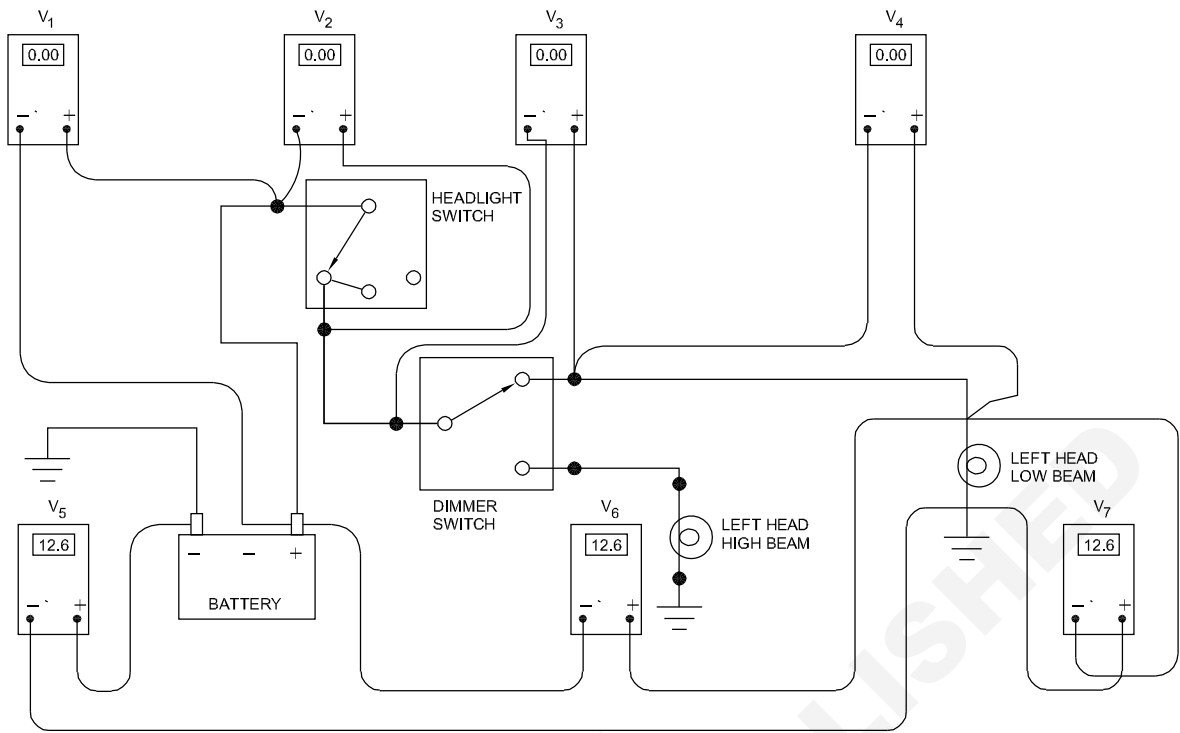 V1
V2
V3
V4
0.00
0.00
0.00
0.00
− +
− +
− +
− +
HEADLIGHT
SWITCH
LEFT HEAD
LOW BEAM
DIMMER
SWITCH
V5
V6
V7
LEFT HEAD
HIGH BEAM
12.6
12.6
12.6
− − +
BATTERY
− +
− +
− +
LISHED